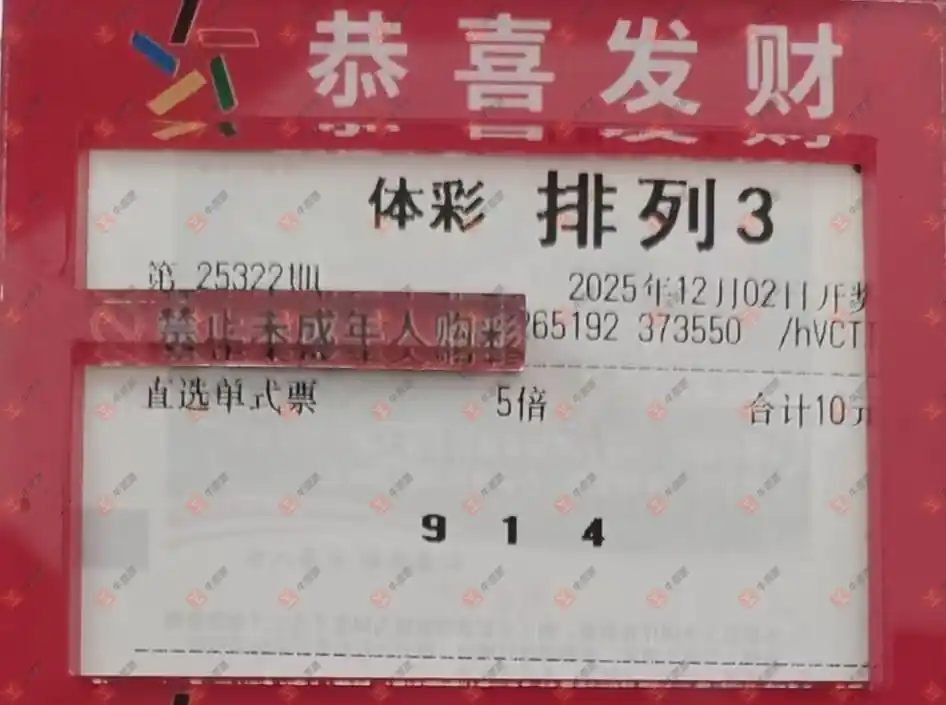 恭喜发财
体彩 排列3
第 25322期
2025年12月02日开奖
禁止未成年人购彩
265192 373550 /hVCT
直选单式票 5倍 合计10元
9 1 4